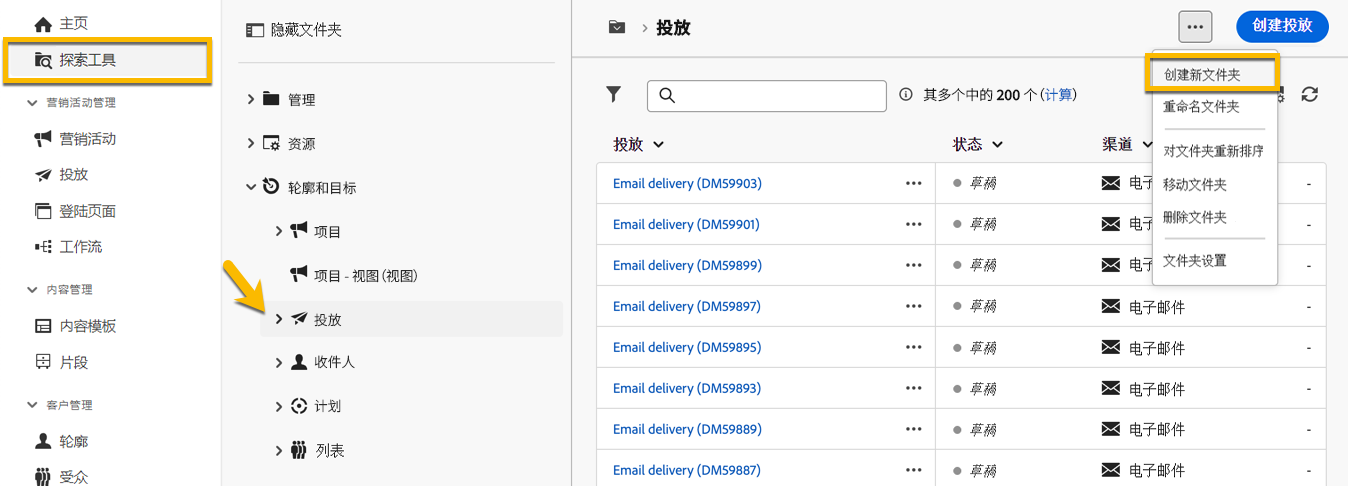 主页
探索工具
营销活动管理
营销活动
投放
登陆页面
工作流
内容管理
内容模板
片段
客户管理
轮廓
受众
隐藏文件夹
管理
资源
轮廓和目标
项目
项目 - 视图 (视图)
投放
收件人
计划
列表
投放
创建投放
其多个中的 200 个 (计算)
创建新文件夹
重命名文件夹
对文件夹重新排序
移动文件夹
删除文件夹
文件夹设置
投放 状态 渠道
Email delivery (DM59903) 草稿 电子 -
Email delivery (DM59901) 草稿 电子 -
Email delivery (DM59899) 草稿 电子 -
Email delivery (DM59897) 草稿 电子邮件 -
Email delivery (DM59895) 草稿 电子邮件 -
Email delivery (DM59893) 草稿 电子邮件 -
Email delivery (DM59889) 草稿 电子邮件 -
Email delivery (DM59887) 草稿 电子邮件 -